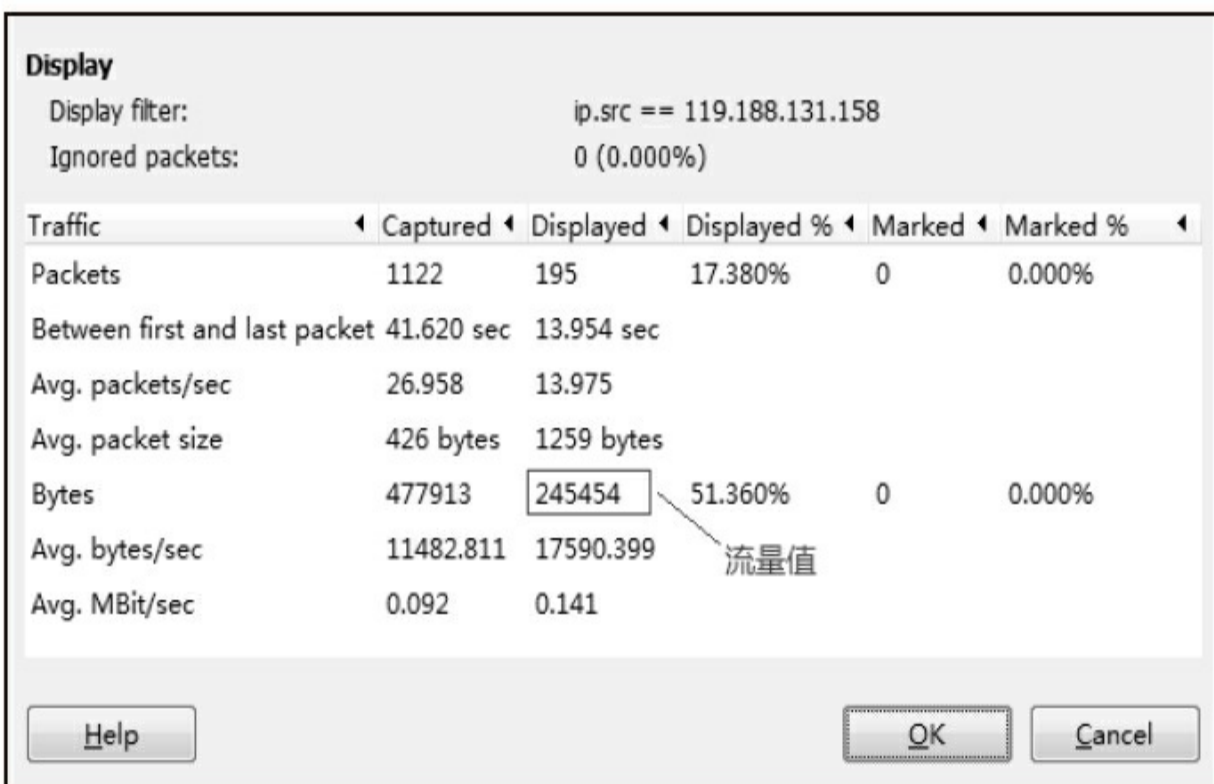 Display
Display filter: ip.src == 119.188.131.158
Ignored packets: 0 (0.000%)
Traffic Captured Displayed Displayed % Marked Marked %
Packets 1122 195 17.380% 0 0.000%
Between first and last packet 41.620 sec 13.954 sec
Avg. packets/sec 26.958 13.975
Avg. packet size 426 bytes 1259 bytes
Bytes 477913 245454 51.360% 0 0.000%
Avg. bytes/sec 11482.811 17590.399
流量值
Avg. MBit/sec 0.092 0.141
Help OK Cancel